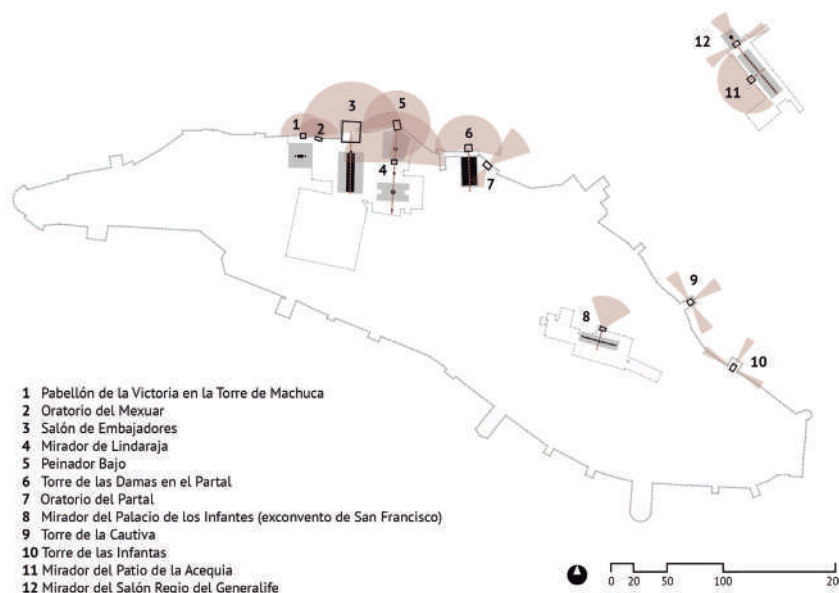 12
11
3
5
1
2
6
4
7
9
8
10
1 Pabellón de la Victoria en la Torre de Machuca
2 Oratorio del Mexuar
3 Salón de Embajadores
4 Mirador de Lindaraja
5 Peinador Bajo
6 Torre de las Damas en el Partal
7 Oratorio del Partal
8 Mirador del Palacio de los Infantes (exconvento de San Francisco)
9 Torre de la Cautiva
10 Torre de las Infantas
11 Mirador del Patio de la Acequia
12 Mirador del Salón Regio del Generalife
0 20 50 100 20